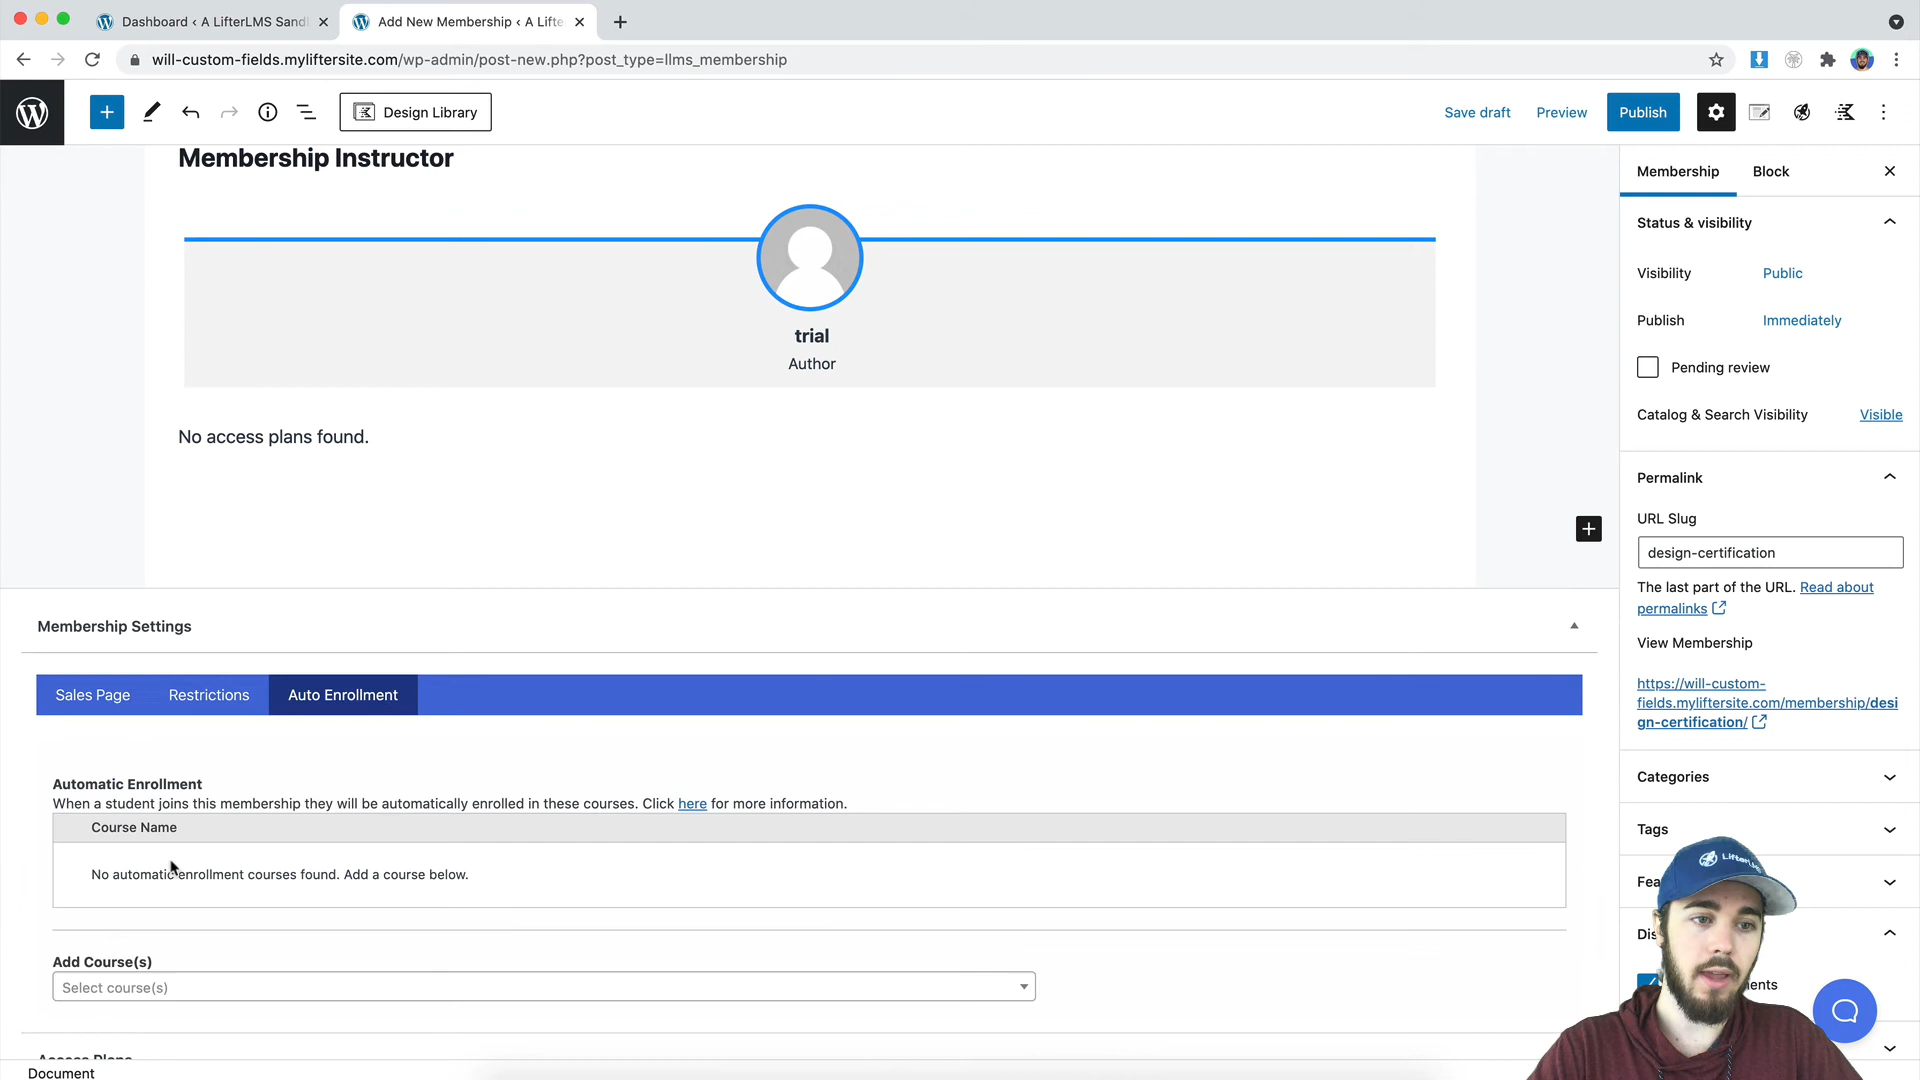 Dashboard ‹ A LifterLMS Sand
Add New Membership ‹ A Lifte
will-custom-fields.myliftersite.com/wp-admin/post-new.php?post_type=llms_membership
Design Library
Save draft
Preview
Publish
Membership Instructor
trial
Author
No access plans found.
Membership Settings
Sales Page
Restrictions
Auto Enrollment
Automatic Enrollment
When a student joins this membership they will be automatically enrolled in these courses. Click here for more information.
Course Name
No automatic enrollment courses found. Add a course below.
Add Course(s)
Select course(s)
Access Plans
Document
Membership
Block
Status & visibility
Visibility
Public
Publish
Immediately
Pending review
Catalog & Search Visibility
Visible
Permalink
URL Slug
design-certification
The last part of the URL. Read about
permalinks
View Membership
https://will-custom-
fields.myliftersite.com/membership/desi
gn-certification/
Categories
Tags